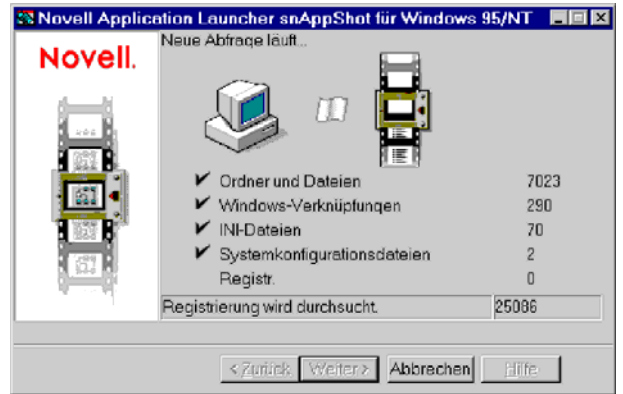 Novell Application Launcher snAppShot für Windows 95/NT
Novell.
Neue Abfrage läuft...
Ordner und Dateien 7023
Windows-Verknüpfungen 290
INI-Dateien 70
Systemkonfigurationsdateien 2
Registr. 0
Registrierung wird durchsucht. 25086
< Zurück Weiter > Abbrechen Hilfe